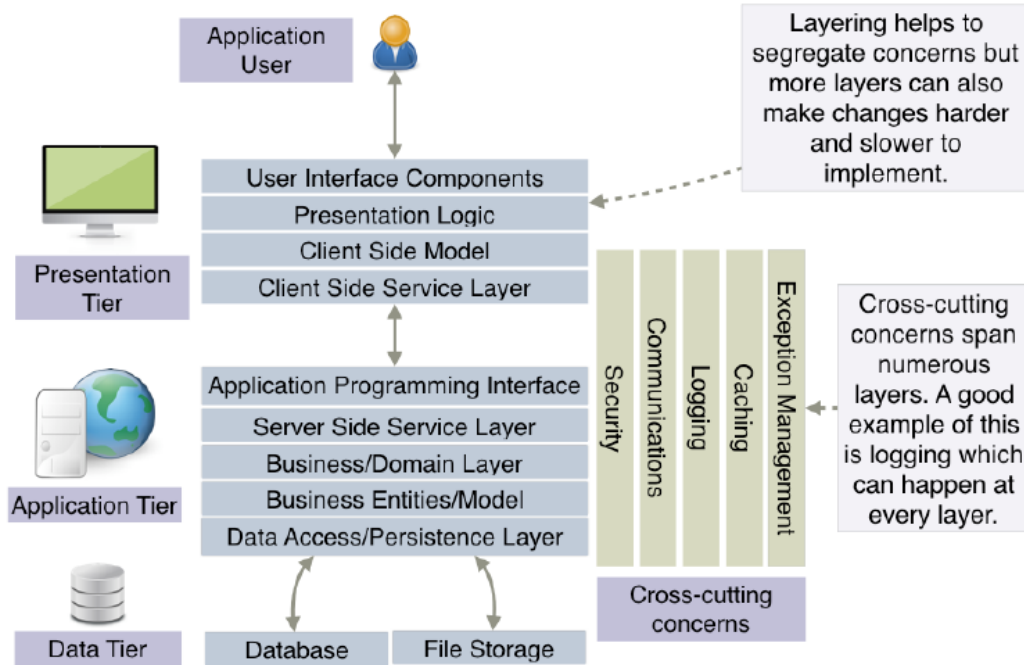 Application
User
Layering helps to
segregate concerns but
more layers can also
make changes harder
and slower to
implement.
User Interface Components
Presentation Logic
Client Side Model
Client Side Service Layer
Presentation
Tier
Application Programming Interface
Server Side Service Layer
Business/Domain Layer
Business Entities/Model
Data Access/Persistence Layer
Application Tier
Security
Communications
Logging
Caching
Exception Management
Cross-cutting
concerns span
numerous
layers. A good
example of this
is logging which
can happen at
every layer.
Cross-cutting
concerns
Data Tier
Database
File Storage